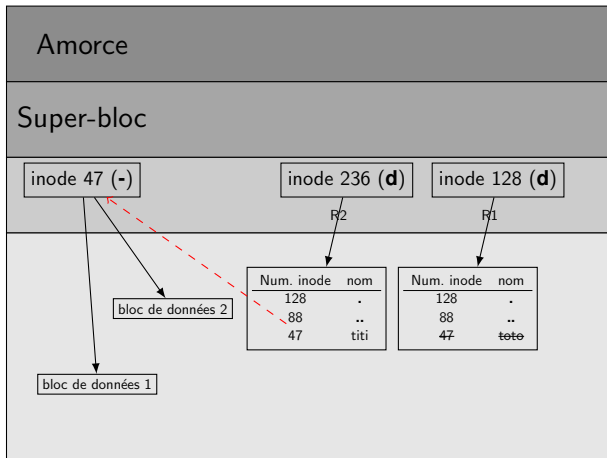 Amorce
Super-bloc
inode 47 (-)
inode 236 (d)
inode 128 (d)
R2
R1
Num. inode nom
128 .
88 ..
47 titi
Num. inode nom
128 .
88 ..
47 toto
bloc de données 2
bloc de données 1